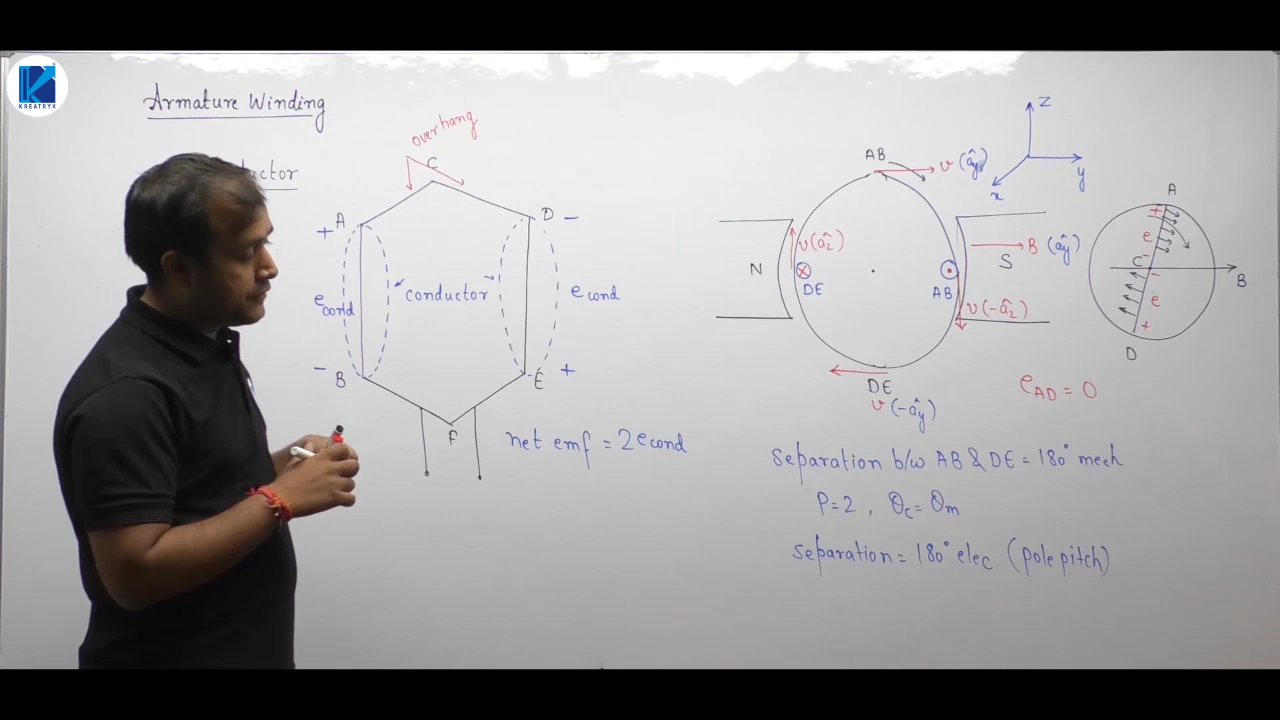 KREATRYX
Armature Winding
overhang
C
A
+
D
−
e cond
conductor
e cond
−
B
E
+
F
net emf = 2e cond
z
y
x
AB
v (ây)
N
v(âz)
DE
AB
B (ây)
S
v(-âz)
DE
v (-ây)
A
+
e
−
C
−
e
+
D
B
e AD = 0
Separation b/w AB & DE = 180° mech
P=2 , θe = θm
Separation = 180° elec (pole pitch)